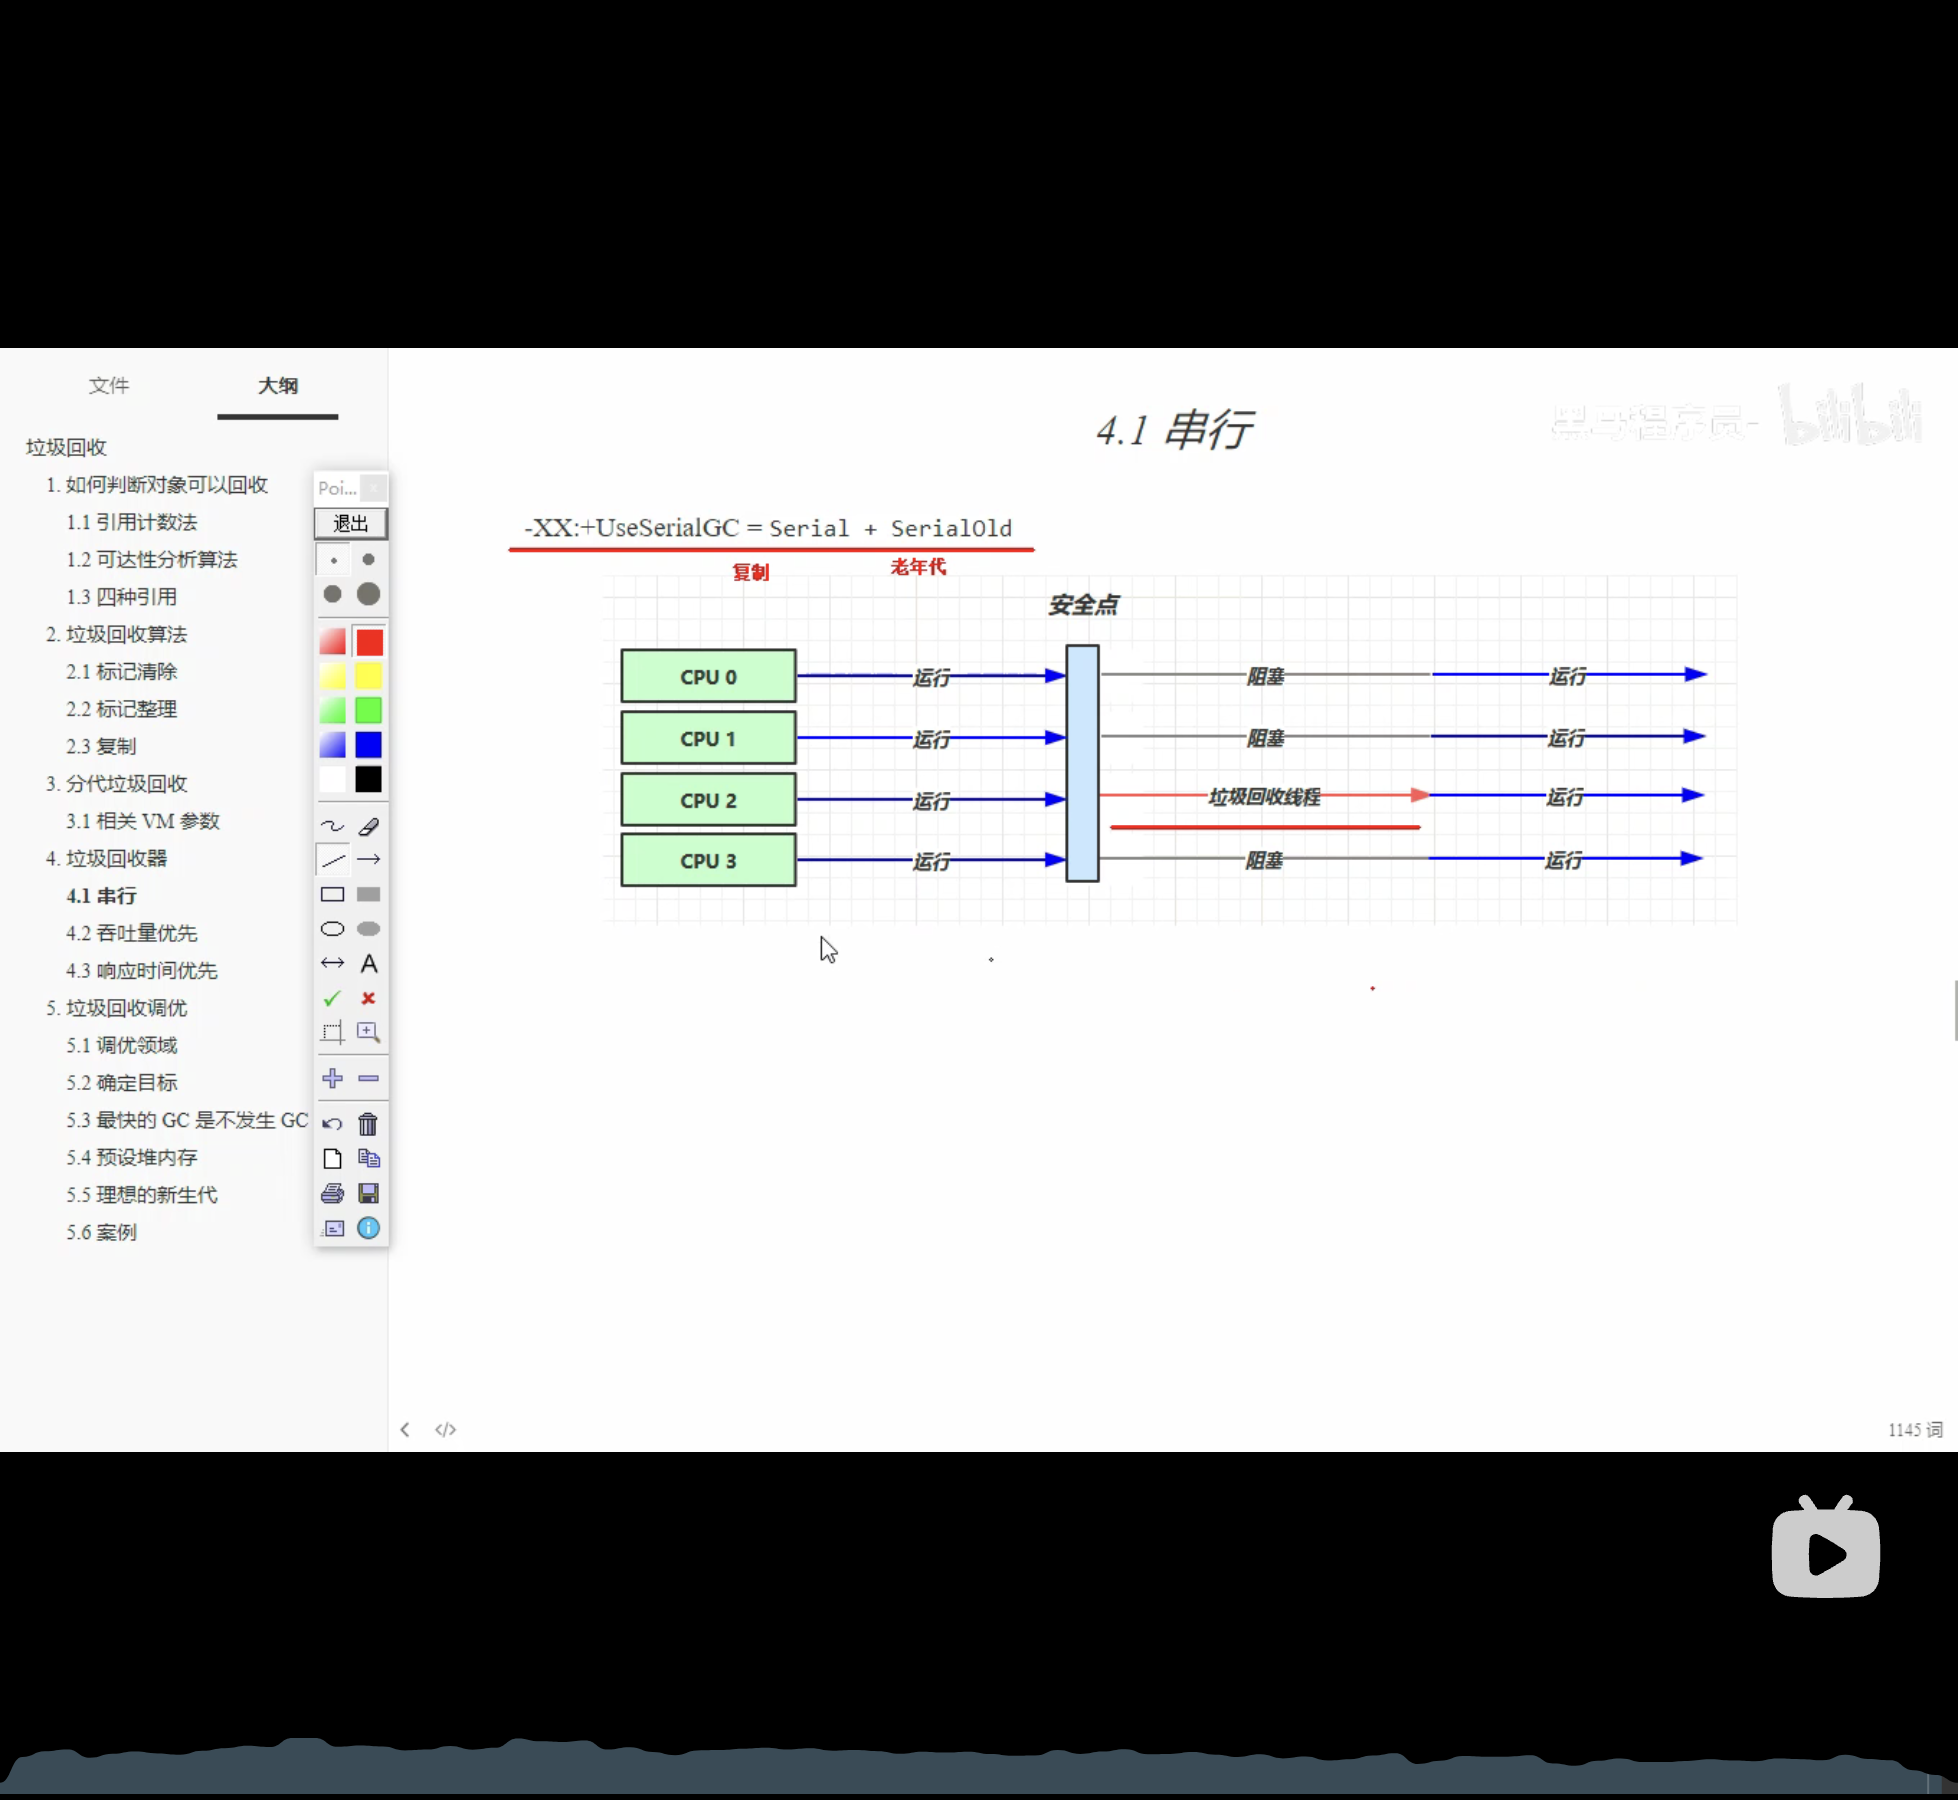 文件 大纲
垃圾回收
1. 如何判断对象可以回收
1.1 引用计数法
1.2 可达性分析算法
1.3 四种引用
2. 垃圾回收算法
2.1 标记清除
2.2 标记整理
2.3 复制
3. 分代垃圾回收
3.1 相关 VM 参数
4. 垃圾回收器
4.1 串行
4.2 吞吐量优先
4.3 响应时间优先
5. 垃圾回收调优
5.1 调优领域
5.2 确定目标
5.3 最快的 GC 是不发生 GC
5.4 预设堆内存
5.5 理想的新生代
5.6 案例
Poi...
退出
A
4.1 串行
黑马程序员- bilibili
-XX:+UseSerialGC = Serial + SerialOld
复制 老年代
安全点
CPU 0 运行 阻塞 运行
CPU 1 运行 阻塞 运行
CPU 2 运行 垃圾回收线程 运行
CPU 3 运行 阻塞 运行
</> 1145 词